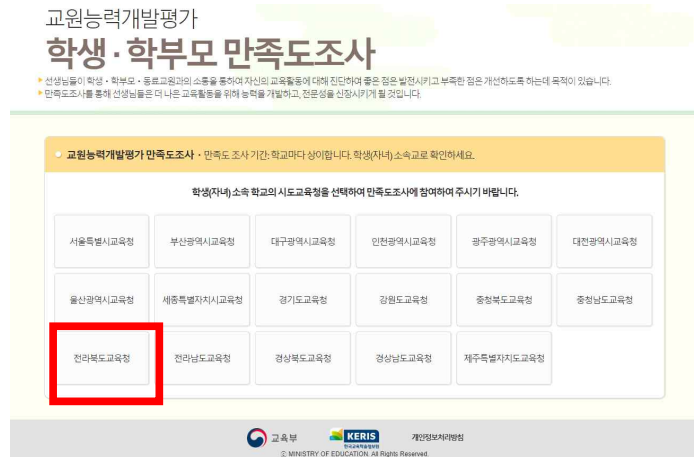 교원능력개발평가
학생·학부모 만족도조사
선생님들이 학생·학부모·동료교원과의 소통을 통하여 자신의 교육활동에 대해 진단하여 좋은 점은 발전시키고 부족한 점은 개선하도록 하는데 목적이 있습니다.
만족도조사를 통해 선생님들은 더 나은 교육활동을 위해 능력을 개발하고, 전문성을 신장시키게 될 것입니다.
교원능력개발평가 만족도조사 · 만족도 조사 기간: 학교마다 상이합니다. 학생(자녀) 소속교로 확인하세요.
학생(자녀) 소속 학교의 시도교육청을 선택하여 만족도조사에 참여하여 주시기 바랍니다.
서울특별시교육청 부산광역시교육청 대구광역시교육청 인천광역시교육청 광주광역시교육청 대전광역시교육청
울산광역시교육청 세종특별자치시교육청 경기도교육청 강원도교육청 충청북도교육청 충청남도교육청
전라북도교육청 전라남도교육청 경상북도교육청 경상남도교육청 제주특별자치도교육청
교육부 KERIS 개인정보처리방침
한국교육학술정보원
ⓒ MINISTRY OF EDUCATION. All Rights Reserved.